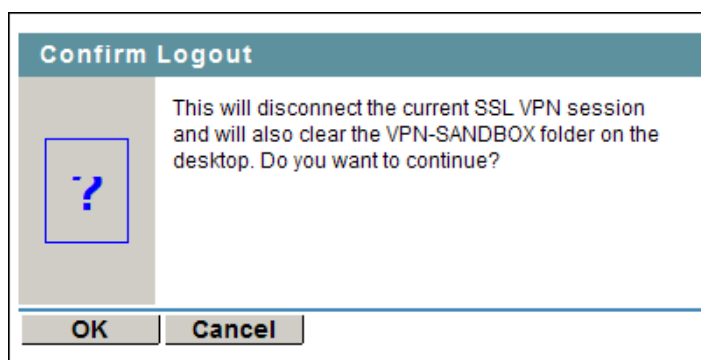 Confirm Logout
This will disconnect the current SSL VPN session
and will also clear the VPN-SANDBOX folder on the
desktop. Do you want to continue?
?
OK Cancel